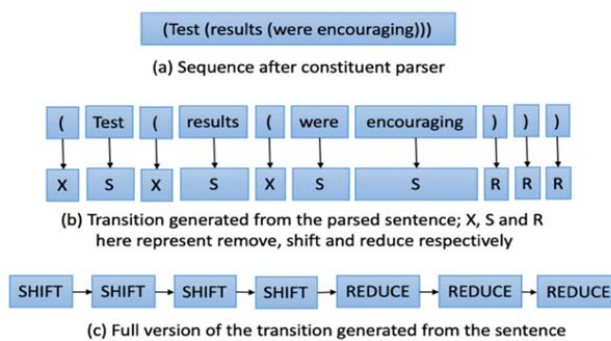 (Test (results (were encouraging)))
(a) Sequence after constituent parser
( Test ( results ( were encouraging ) ) )
X S X S X S S R R R
(b) Transition generated from the parsed sentence; X, S and R
here represent remove, shift and reduce respectively
SHIFT SHIFT SHIFT SHIFT REDUCE REDUCE REDUCE
(c) Full version of the transition generated from the sentence